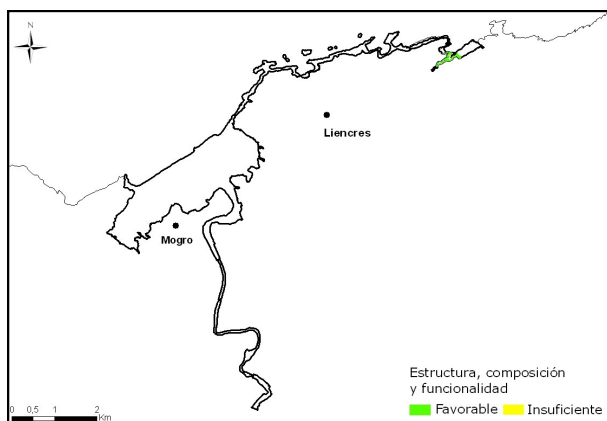 N
Liencres
Mogro
Estructura, composición
y funcionalidad
Favorable Insuficiente
0 0,5 1 2
Km